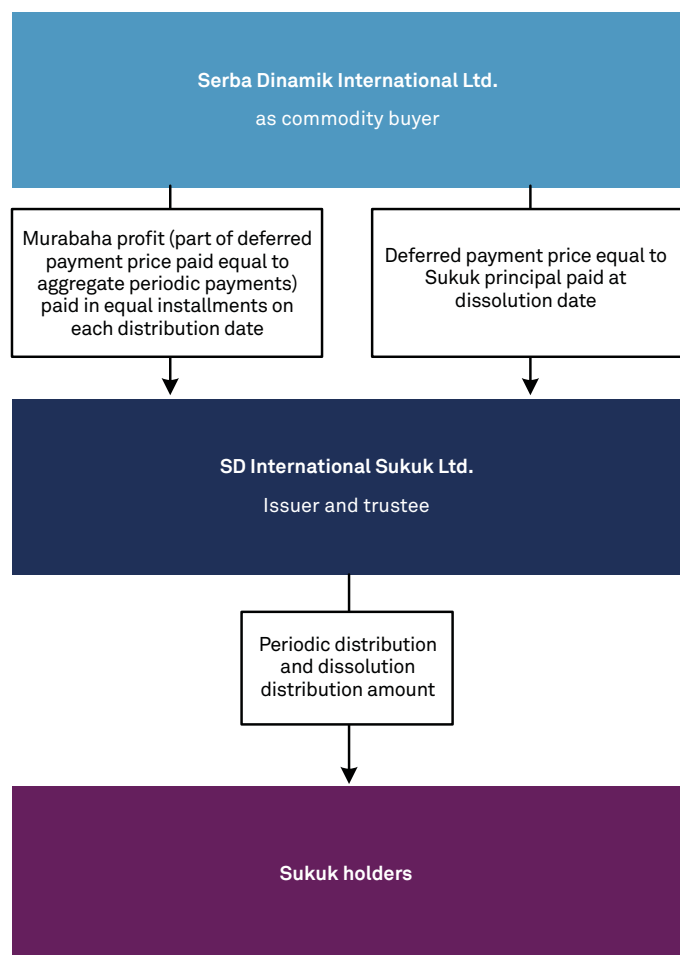 Serba Dinamik International Ltd.
as commodity buyer
Murabaha profit (part of deferred
payment price paid equal to
aggregate periodic payments)
paid in equal installments on
each distribution date
Deferred payment price equal to
Sukuk principal paid at
dissolution date
SD International Sukuk Ltd.
Issuer and trustee
Periodic distribution
and dissolution
distribution amount
Sukuk holders